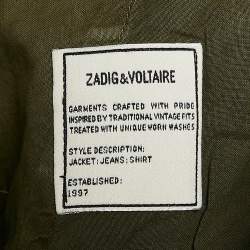 ZADIG&VOLTAIRE
GARMENTS CRAFTED WITH PRIDE
INSPIRED BY TRADITIONAL VINTAGE FITS
TREATED WITH UNIQUE WORN WASHES
STYLE DESCRIPTION:
JACKET: JEANS: SHIRT
ESTABLISHED:
1997